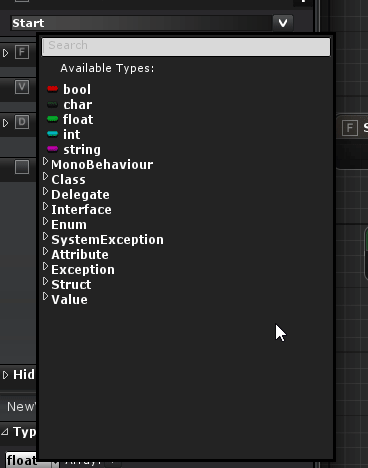 Start
F
Search
Available Types:
V
bool
char
D
float
F
S
int
string
MonoBehaviour
Class
Delegate
Interface
Enum
SystemException
Attribute
Exception
Struct
Value
Hid
New
Typ
float